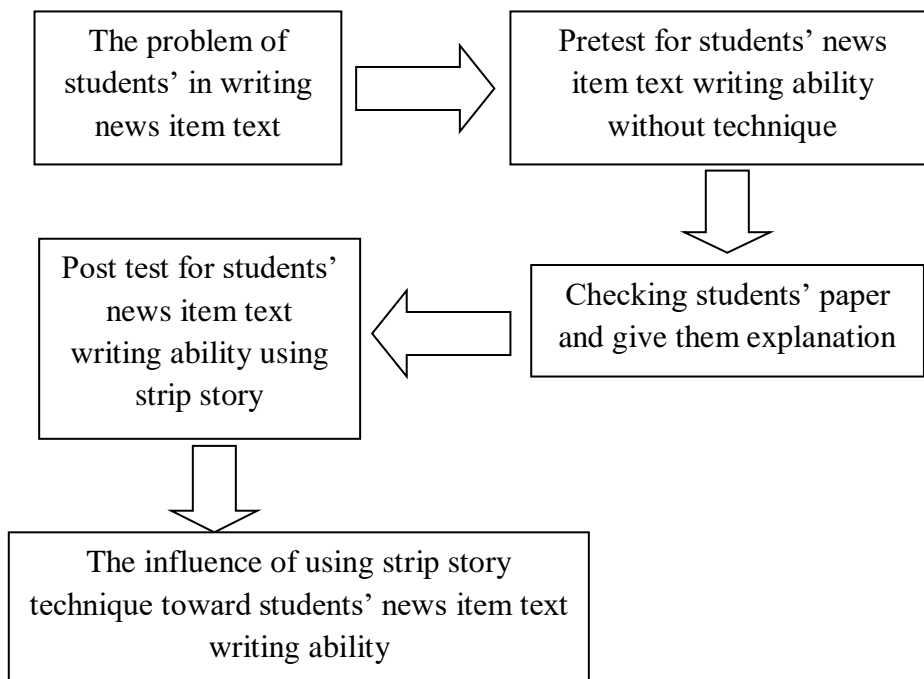 The problem of
students’ in writing
news item text
Pretest for students’ news
item text writing ability
without technique
Checking students’ paper
and give them explanation
Post test for students’
news item text
writing ability using
strip story
The influence of using strip story
technique toward students’ news item text
writing ability